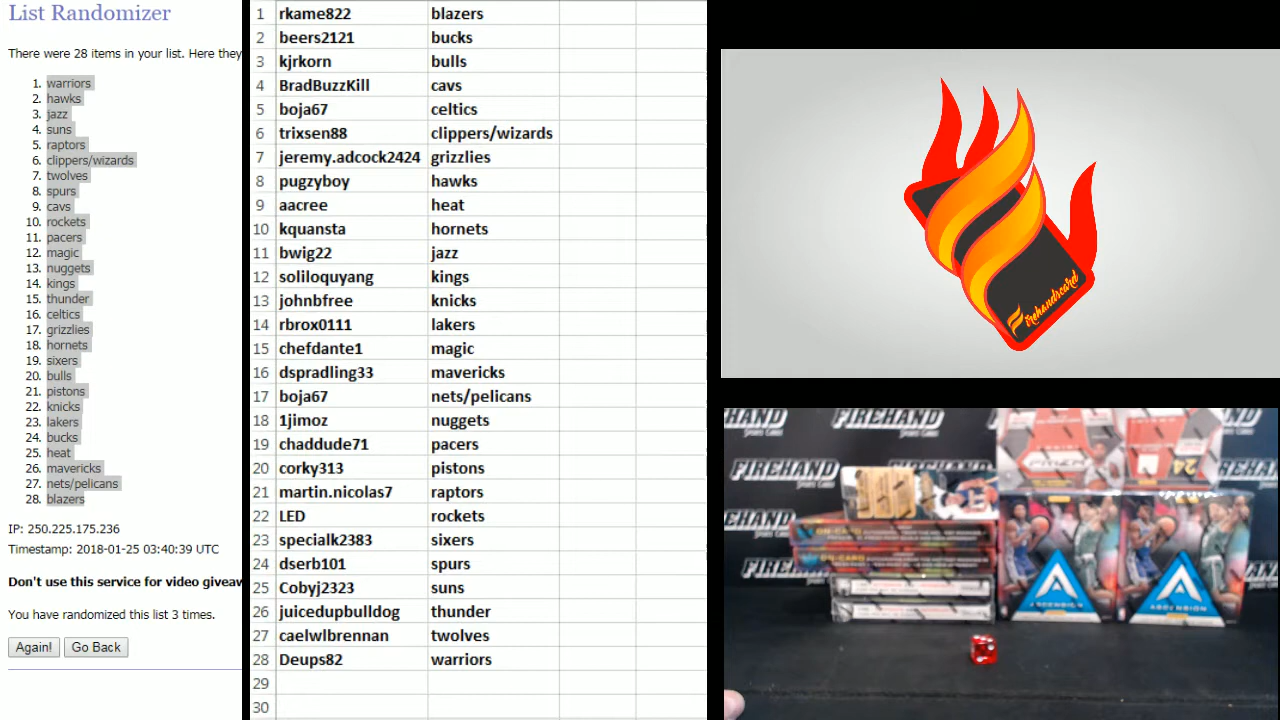 List Randomizer
There were 28 items in your list. Here they
1. warriors
2. hawks
3. jazz
4. suns
5. raptors
6. clippers/wizards
7. twolves
8. spurs
9. cavs
10. rockets
11. pacers
12. magic
13. nuggets
14. kings
15. thunder
16. celtics
17. grizzlies
18. hornets
19. sixers
20. bulls
21. pistons
22. knicks
23. lakers
24. bucks
25. heat
26. mavericks
27. nets/pelicans
28. blazers
IP: 250.225.175.236
Timestamp: 2018-01-25 03:40:39 UTC
Don't use this service for video giveaw
You have randomized this list 3 times.
Again! Go Back
1 rkame822 blazers
2 beers2121 bucks
3 kjrkorn bulls
4 BradBuzzKill cavs
5 boja67 celtics
6 trixsen88 clippers/wizards
7 jeremy.adcock2424 grizzlies
8 pugzyboy hawks
9 aacree heat
10 kquansta hornets
11 bwig22 jazz
12 soliloquyang kings
13 johnbfree knicks
14 rbrox0111 lakers
15 chefdante1 magic
16 dspradling33 mavericks
17 boja67 nets/pelicans
18 1jimoz nuggets
19 chaddude71 pacers
20 corky313 pistons
21 martin.nicolas7 raptors
22 LED rockets
23 specialk2383 sixers
24 dserb101 spurs
25 Cobyj2323 suns
26 juicedupbulldog thunder
27 caelwlbrennan twolves
28 Deups82 warriors
29
30
Firehandscard
FIREHAND
FIREHAND
PRIZM
24
FIREHAND
ON-CARD
ON-CARD
ASCENSION
ASCENSION
FIREHAND